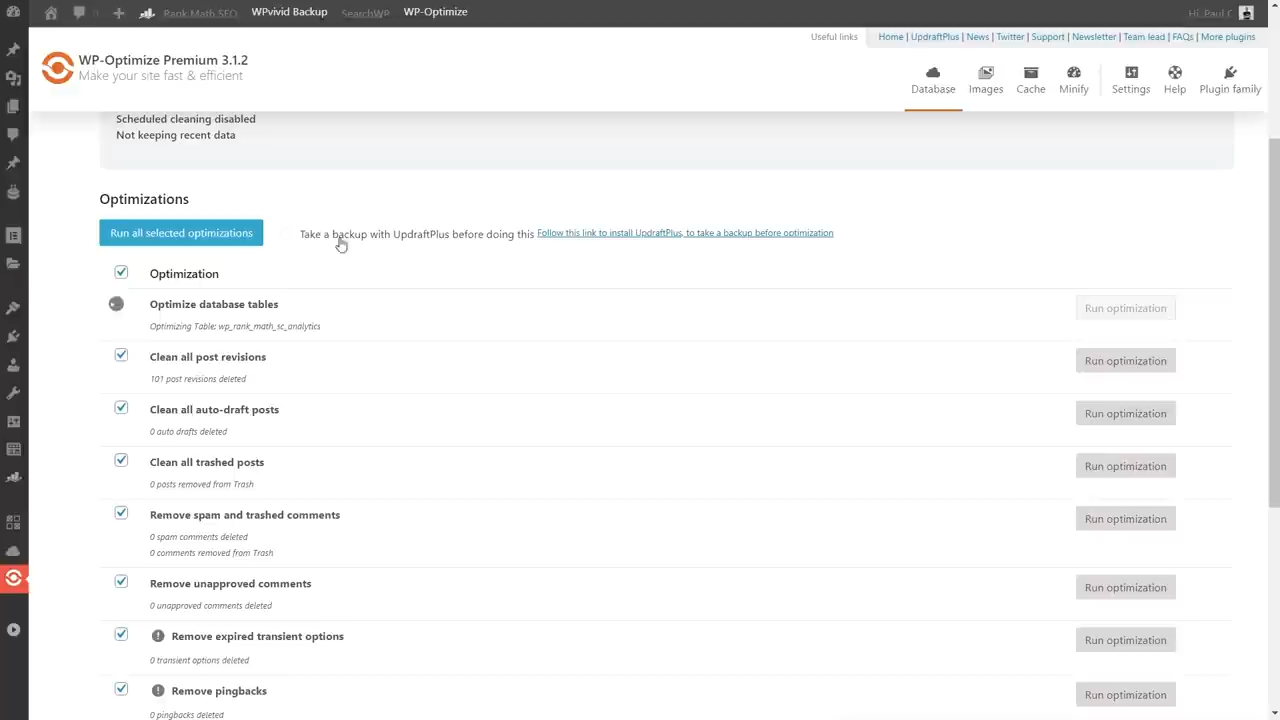 Rank Math SEO WPvivid Backup SearchWP WP-Optimize Hi, Paul C
Useful links Home | UpdraftPlus | News | Twitter | Support | Newsletter | Team lead | FAQs | More plugins
WP-Optimize Premium 3.1.2
Make your site fast & efficient
Database Images Cache Minify Settings Help Plugin family
Scheduled cleaning disabled
Not keeping recent data
Optimizations
Run all selected optimizations Take a backup with UpdraftPlus before doing this Follow this link to install UpdraftPlus, to take a backup before optimization
Optimization
Optimize database tables Run optimization
Optimizing Table: wp_rank_math_sc_analytics
Clean all post revisions Run optimization
101 post revisions deleted
Clean all auto-draft posts Run optimization
0 auto drafts deleted
Clean all trashed posts Run optimization
0 posts removed from Trash
Remove spam and trashed comments Run optimization
0 spam comments deleted
0 comments removed from Trash
Remove unapproved comments Run optimization
0 unapproved comments deleted
Remove expired transient options Run optimization
0 transient options deleted
Remove pingbacks Run optimization
0 pingbacks deleted